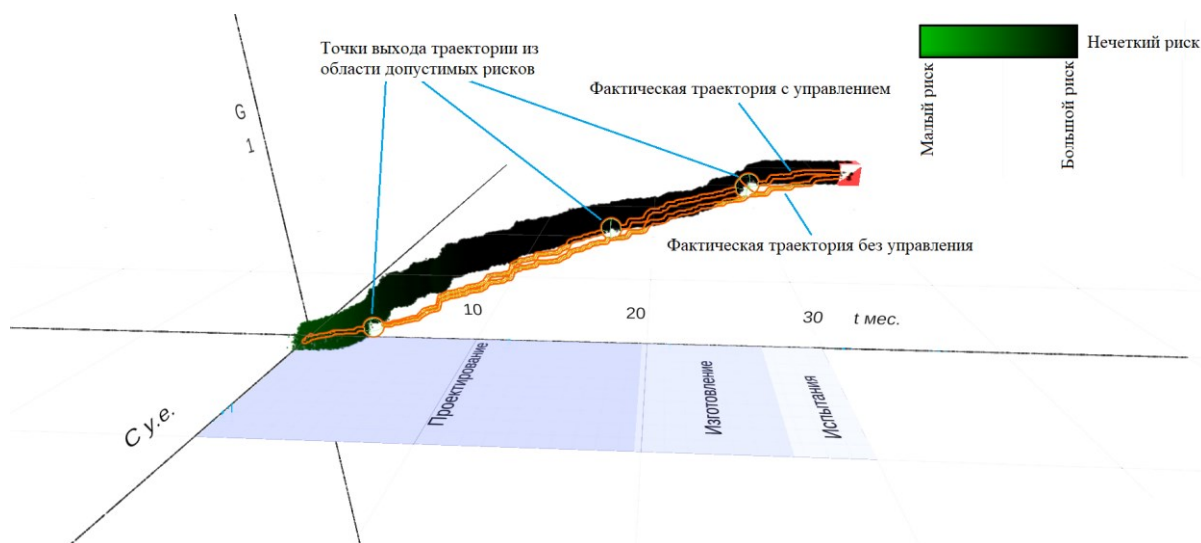 Точки выхода траектории из
области допустимых рисков
Фактическая траектория с управлением
Нечеткий риск
Малый риск
Большой риск
G
1
Фактическая траектория без управления
10
20
30
t мес.
C у.е.
1
Проектирование
Изготовление
Испытания